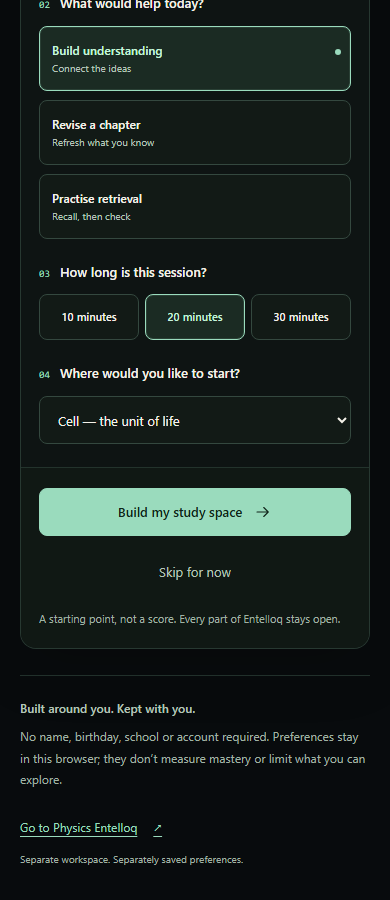 02 What would help today?
Build understanding
Connect the ideas
Revise a chapter
Refresh what you know
Practise retrieval
Recall, then check
03 How long is this session?
10 minutes 20 minutes 30 minutes
04 Where would you like to start?
Cell — the unit of life
Build my study space →
Skip for now
A starting point, not a score. Every part of Entelloq stays open.
Built around you. Kept with you.
No name, birthday, school or account required. Preferences stay
in this browser; they don’t measure mastery or limit what you can
explore.
Go to Physics Entelloq ↗
Separate workspace. Separately saved preferences.